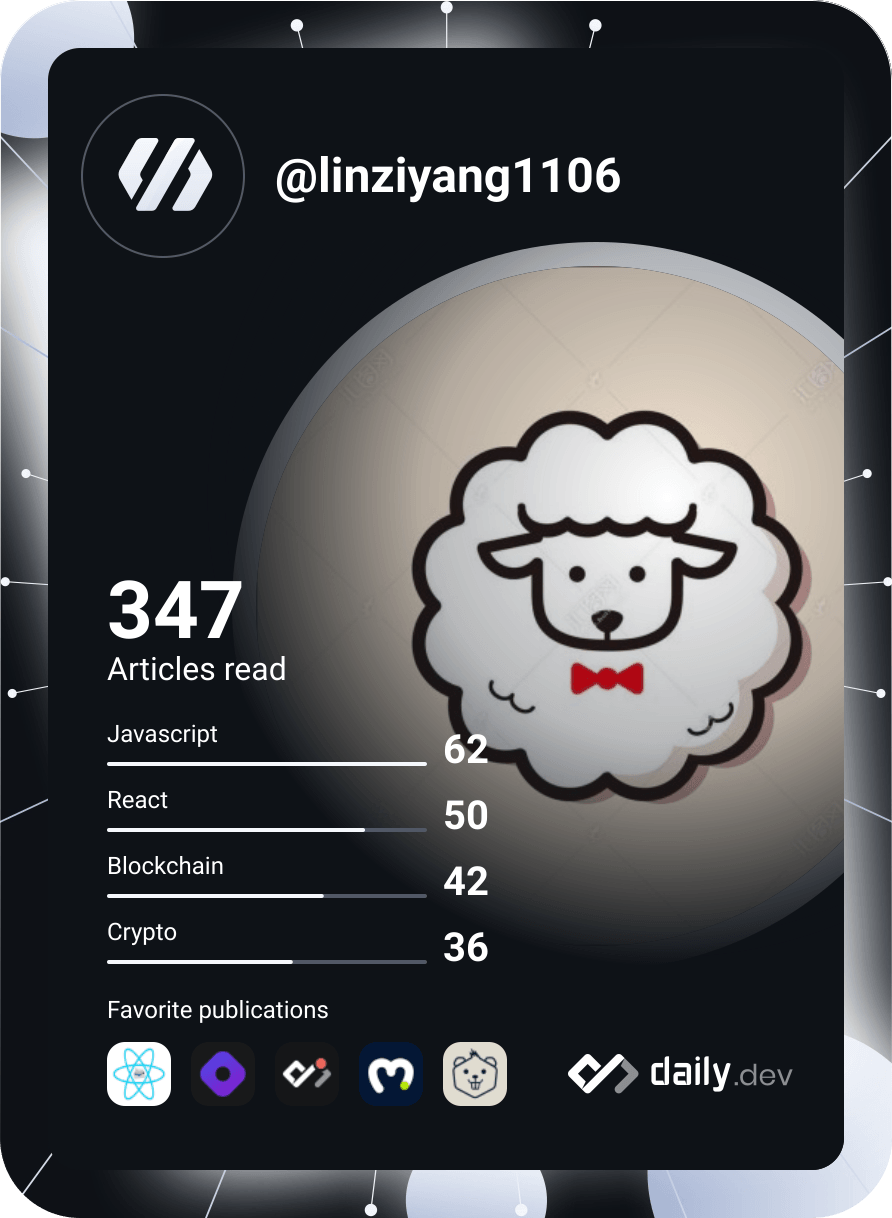 @linziyang1106
347
Articles read
Javascript
62
React
50
Blockchain
42
Crypto
36
Favorite publications
daily.dev